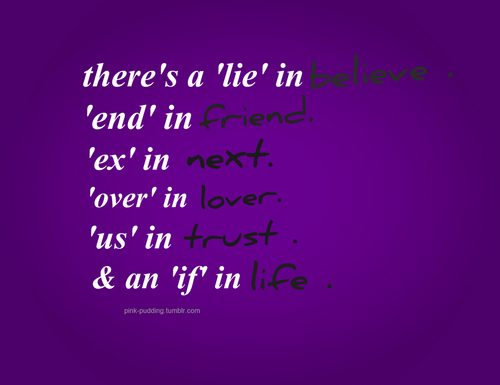 there's a 'lie' in believe .
'end' in friend.
'ex' in next.
'over' in lover.
'us' in trust .
& an 'if' in life .
pink-pudding.tumblr.com